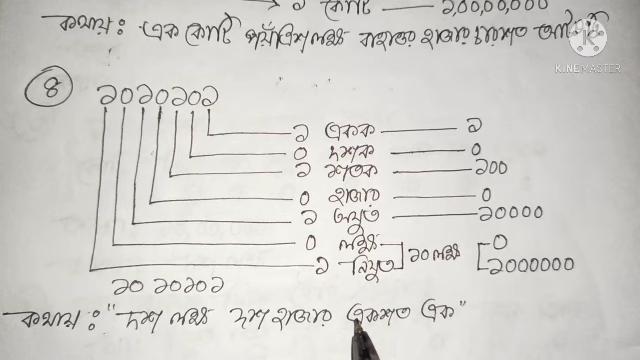 ১ কোটি — ১,০০,০০,০০০
কথায়ঃ এক কোটি পঁয়ত্রিশ লক্ষ বাহাত্তর হাজার চারশত আটা
KINEMASTER
৪ ১০১০১০১
১ একক — ১
০ দশক — ০
১ শতক — ১০০
০ হাজার — ০
১ অযুত — ১০০০০
০ লক্ষ ১০ লক্ষ ০
১ নিযুত ১০০০০০০
১০ ১০১০১
কথায়ঃ "দশ লক্ষ দশ হাজার একশত এক"